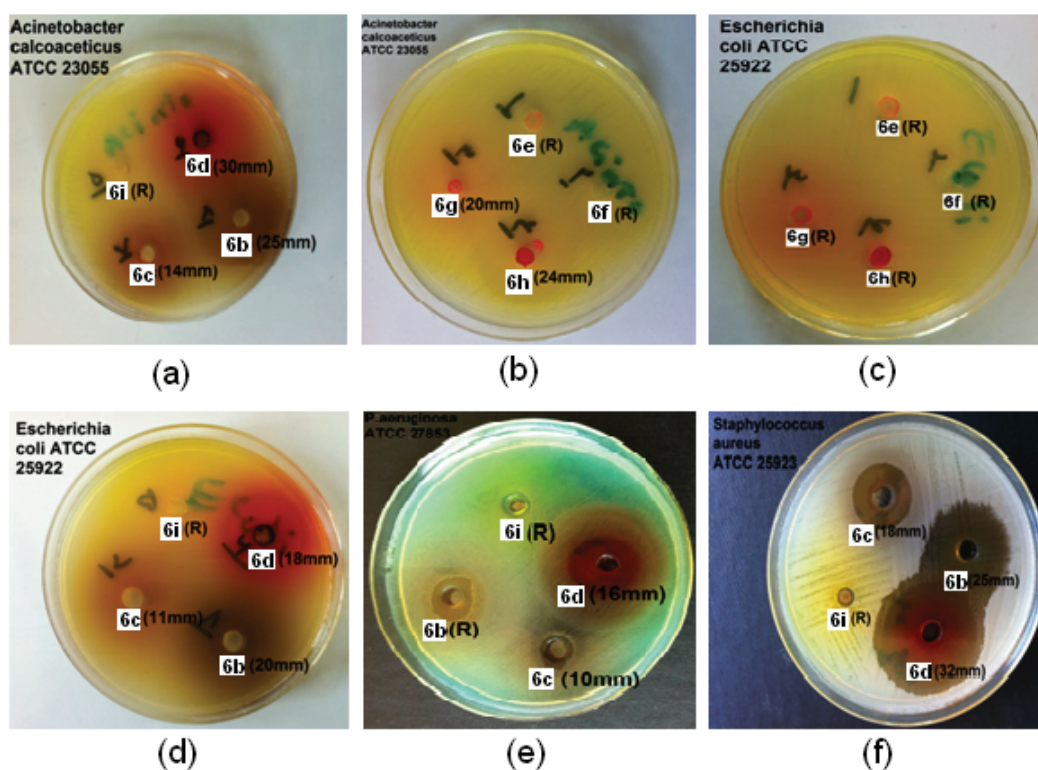 Acinetobacter
calcoaceticus
ATCC 23055
6d (30mm)
6i (R)
6b (25mm)
6c (14mm)
(a)
Acinetobacter
calcoaceticus
ATCC 23055
6e (R)
6g (20mm)
6f (R)
6h (24mm)
(b)
Escherichia
coli ATCC
25922
6e (R)
6f (R)
6g (R)
6h (R)
(c)
Escherichia
coli ATCC
25922
6i (R)
6d (18mm)
6c (11mm)
6b (20mm)
(d)
P.aeruginosa
ATCC 27853
6i (R)
6d (16mm)
6b (R)
6c (10mm)
(e)
Staphylococcus
aureus
ATCC 25923
6c (18mm)
6b (25mm)
6i (R)
6d (32mm)
(f)